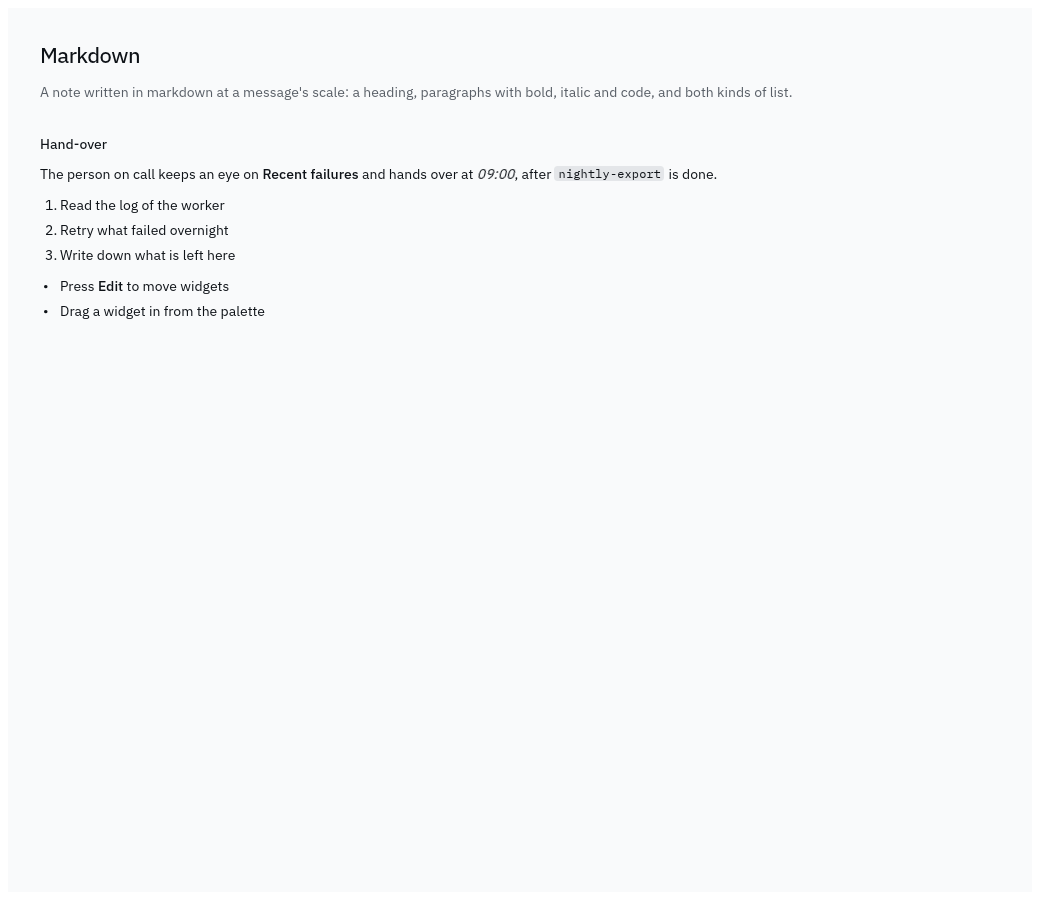 Markdown
A note written in markdown at a message's scale: a heading, paragraphs with bold, italic and code, and both kinds of list.
Hand-over
The person on call keeps an eye on Recent failures and hands over at 09:00, after nightly-export is done.
1. Read the log of the worker
2. Retry what failed overnight
3. Write down what is left here
• Press Edit to move widgets
• Drag a widget in from the palette